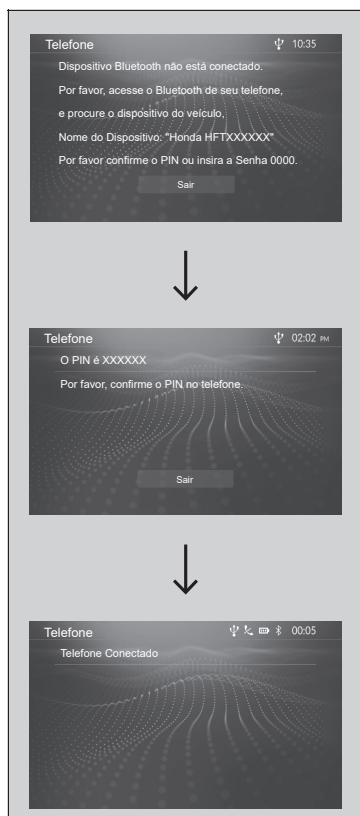 Telefone 10:35
Dispositivo Bluetooth não está conectado.
Por favor, acesse o Bluetooth de seu telefone,
e procure o dispositivo do veículo,
Nome do Dispositivo: "Honda HFTXXXXXX"
Por favor confirme o PIN ou insira a Senha 0000.
Sair
Telefone 02:02 PM
O PIN é XXXXXX
Por favor, confirme o PIN no telefone.
Sair
Telefone 00:05
Telefone Conectado